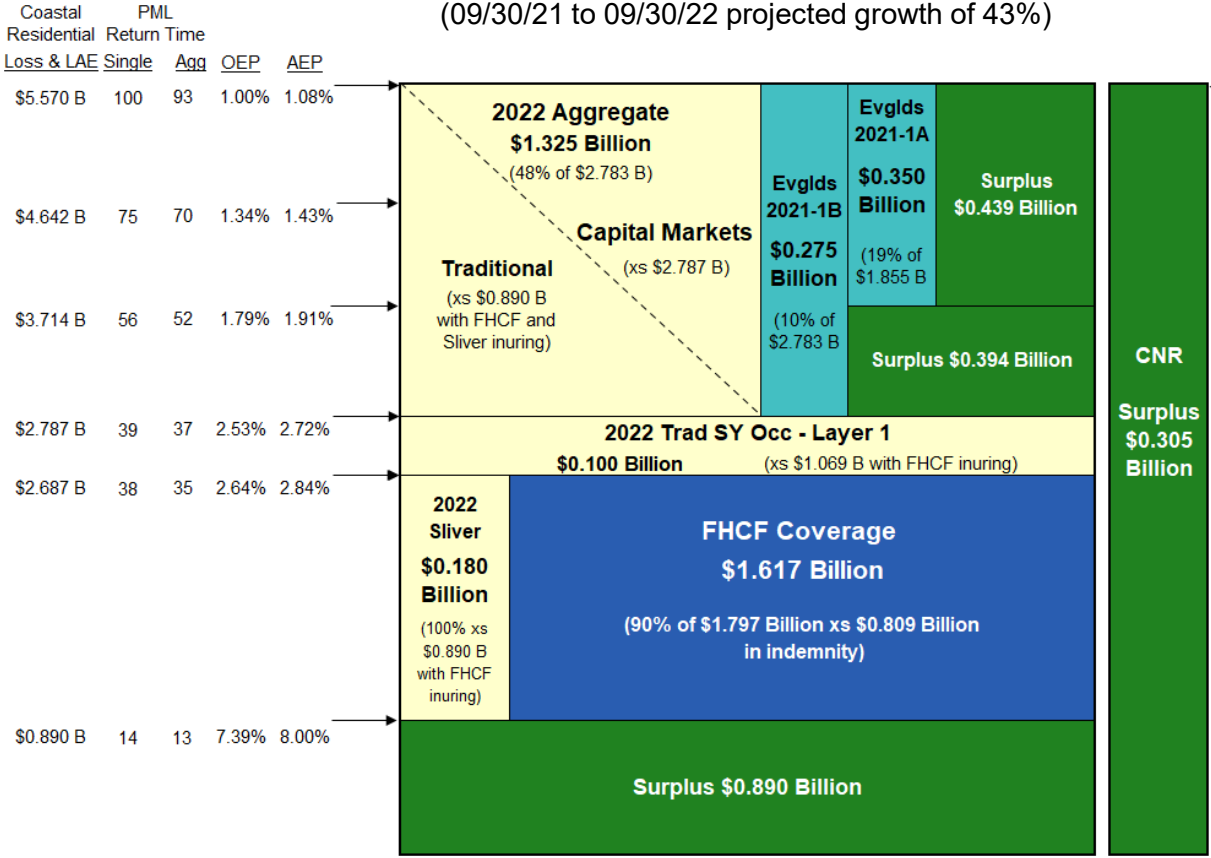 (09/30/21 to 09/30/22 projected growth of 43%)
Coastal PML
Residential Return Time
Loss & LAE Single Agg OEP AEP
$5.570 B 100 93 1.00% 1.08%
$4.642 B 75 70 1.34% 1.43%
$3.714 B 56 52 1.79% 1.91%
$2.787 B 39 37 2.53% 2.72%
$2.687 B 38 35 2.64% 2.84%
$0.890 B 14 13 7.39% 8.00%
2022 Aggregate
$1.325 Billion
(48% of $2.783 B)
Capital Markets
(xs $2.787 B)
Traditional
(xs $0.890 B
with FHCF and
Sliver inuring)
Evglds
2021-1B
$0.275
Billion
(10% of
$2.783 B
Evglds
2021-1A
$0.350
Billion
(19% of
$1.855 B
Surplus
$0.439 Billion
Surplus $0.394 Billion
2022 Trad SY Occ - Layer 1
$0.100 Billion (xs $1.069 B with FHCF inuring)
2022
Sliver
$0.180
Billion
(100% xs
$0.890 B
with FHCF
inuring)
FHCF Coverage
$1.617 Billion
(90% of $1.797 Billion xs $0.809 Billion
in indemnity)
Surplus $0.890 Billion
CNR
Surplus
$0.305
Billion